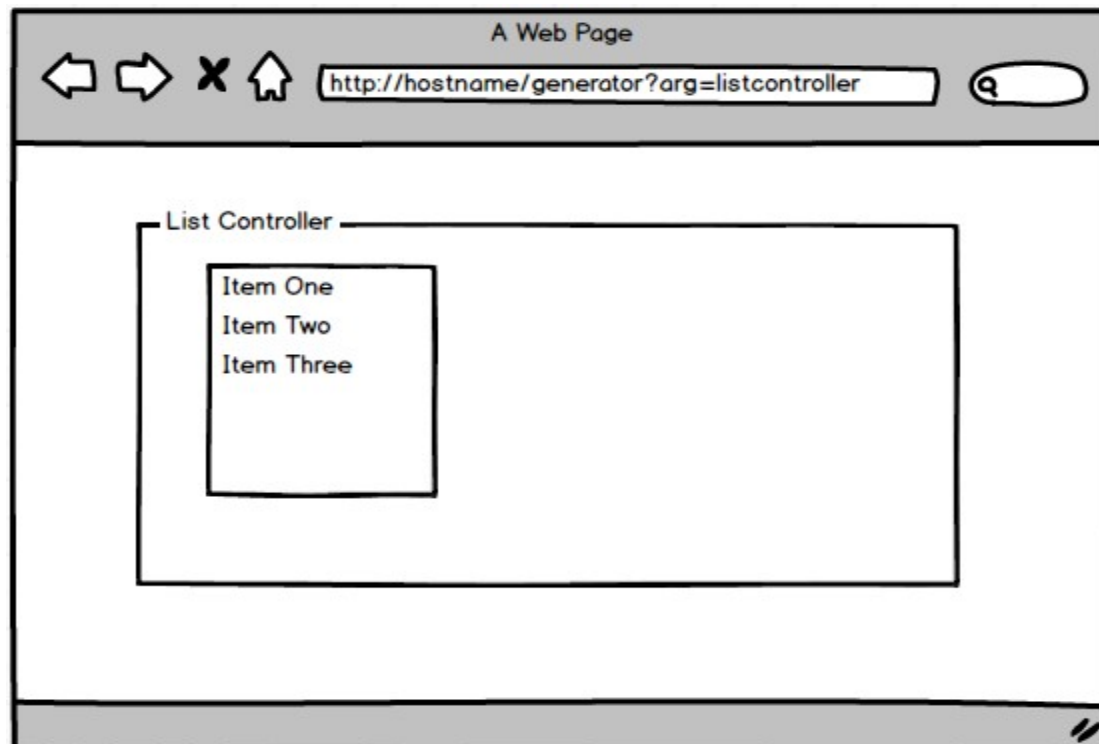 A Web Page
http://hostname/generator?arg=listcontroller
List Controller
Item One
Item Two
Item Three